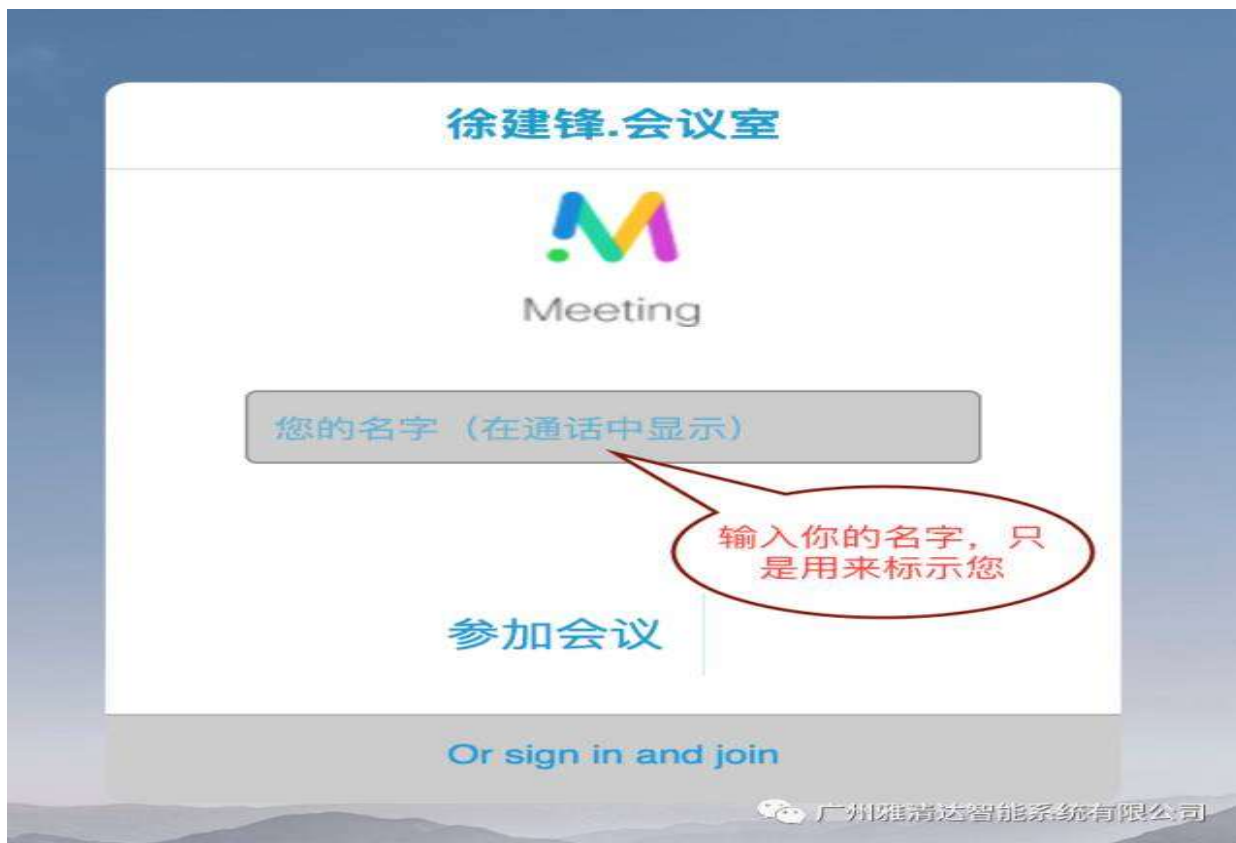 徐建锋.会议室
Meeting
您的名字（在通话中显示）
输入你的名字，只
是用来标示您
参加会议
Or sign in and join
广州雅清达智能系统有限公司